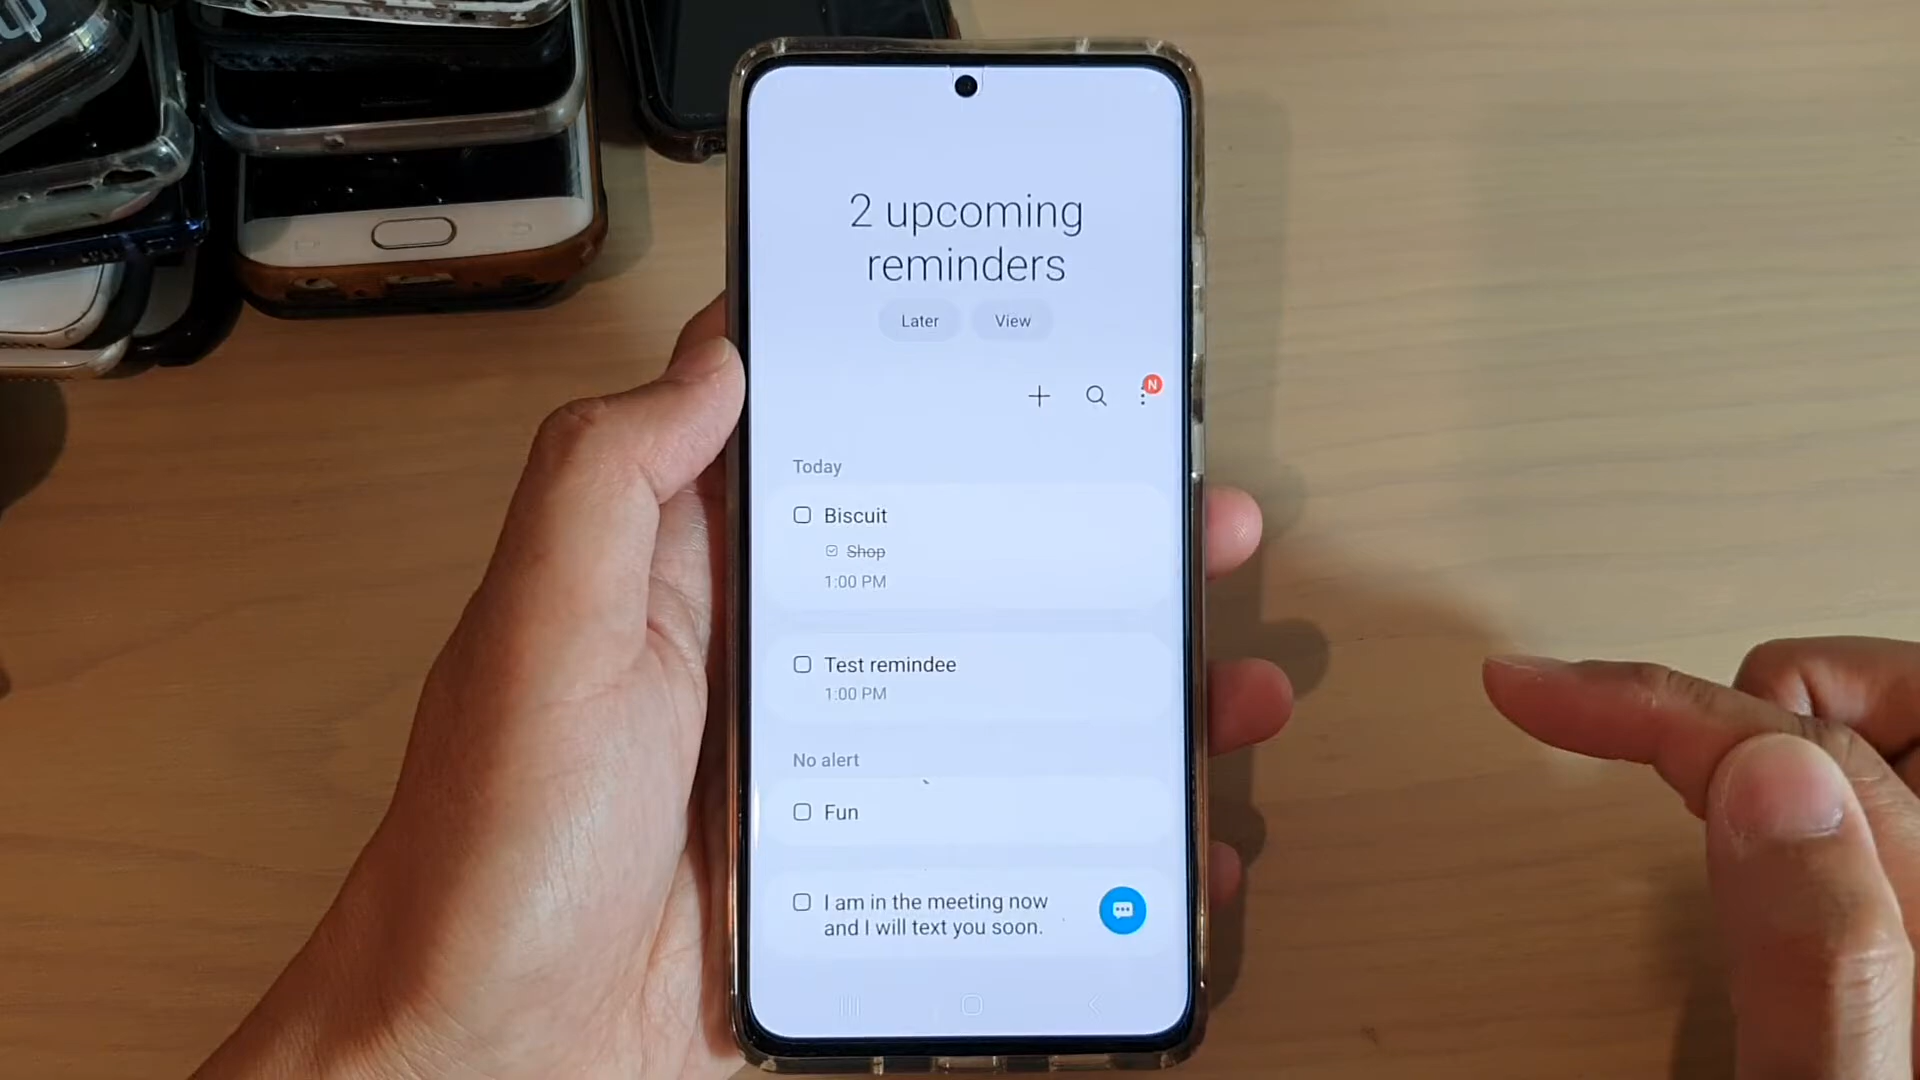 2 upcoming
reminders
Later
View
N
Today
Biscuit
Shop
1:00 PM
Test remindee
1:00 PM
No alert
Fun
I am in the meeting now
and I will text you soon.